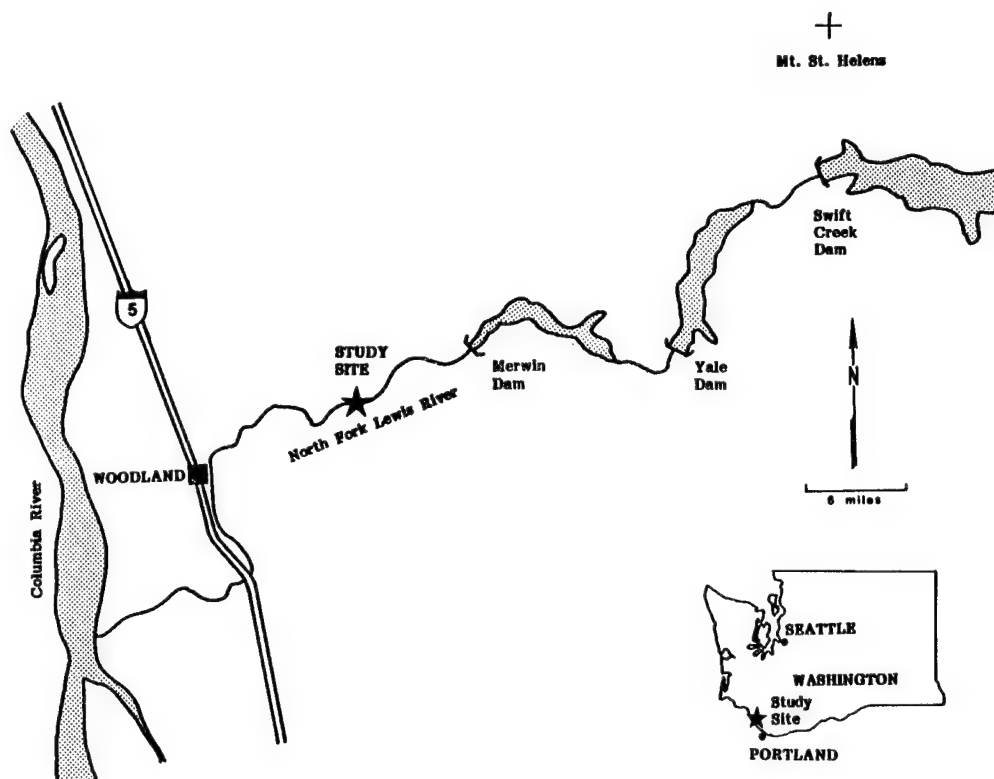 Mt. St. Helens
Swift
Creek
Dam
5
STUDY
SITE
Merwin
Dam
Yale
Dam
N
North Fork Lewis River
WOODLAND
6 miles
Columbia River
SEATTLE
WASHINGTON
Study
Site
PORTLAND